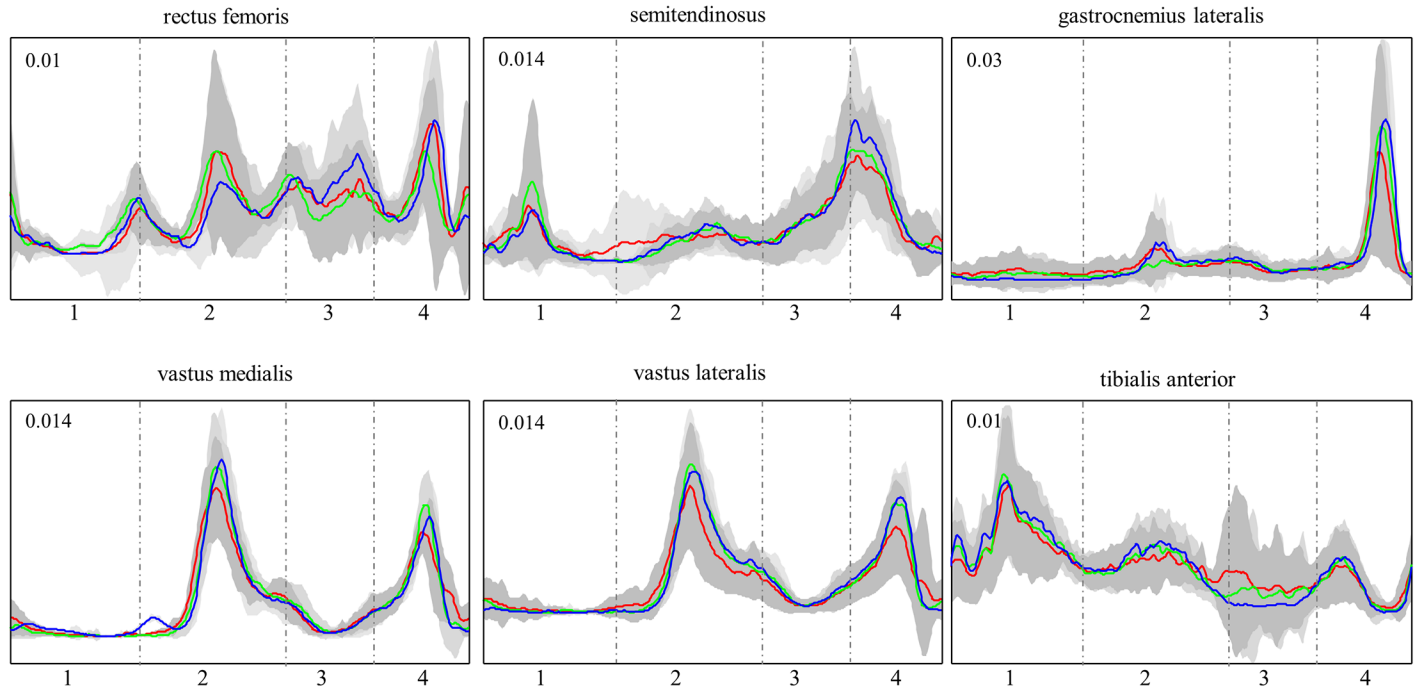 rectus femoris
semitendinosus
gastrocnemius lateralis
0.01
0.014
0.03
1 2 3 4
1 2 3 4
1 2 3 4
vastus medialis
vastus lateralis
tibialis anterior
0.014
0.014
0.01
1 2 3 4
1 2 3 4
1 2 3 4